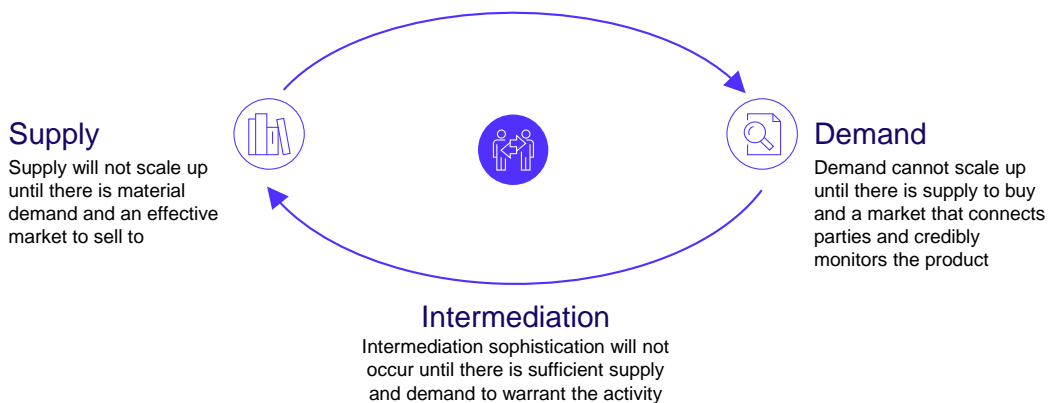 Supply
Supply will not scale up
until there is material
demand and an effective
market to sell to
Demand
Demand cannot scale up
until there is supply to buy
and a market that connects
parties and credibly
monitors the product
Intermediation
Intermediation sophistication will not
occur until there is sufficient supply
and demand to warrant the activity